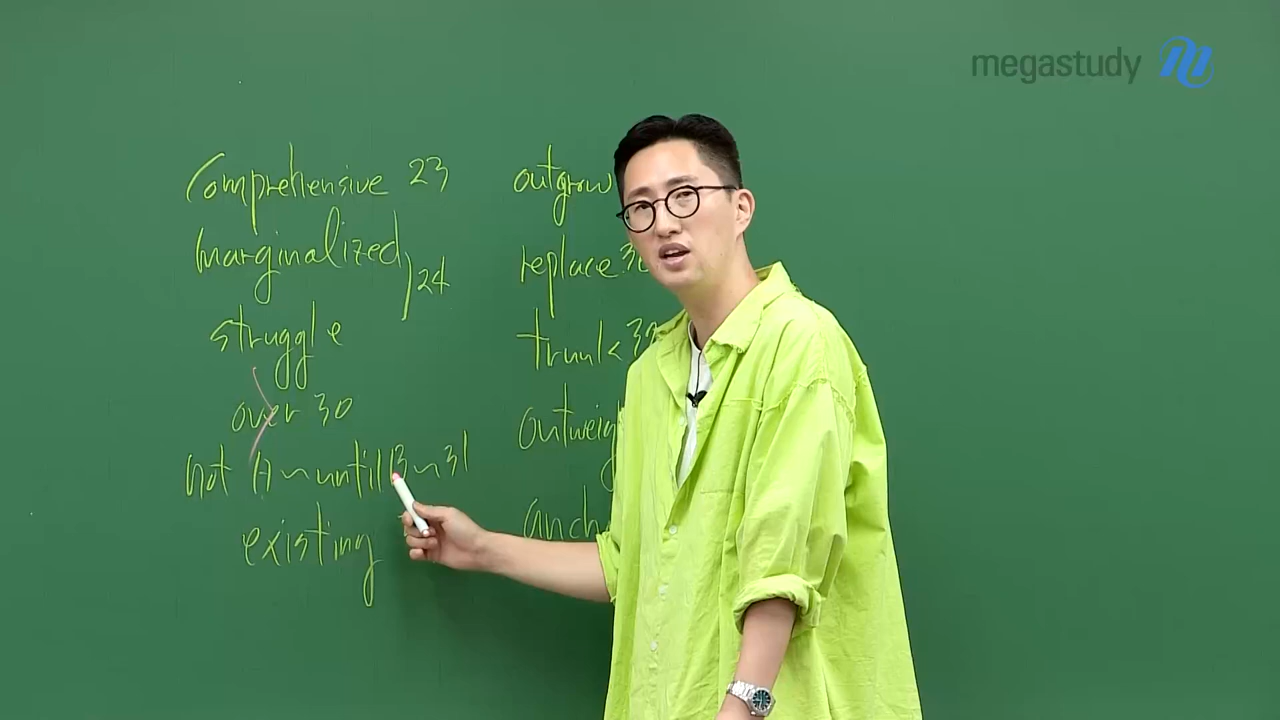 megastudy
Comprehensive 23
marginalized
24
struggle
over 30
not A ~ until B ~ 31
existing
outgrow
replace
trunk
outweig
anch